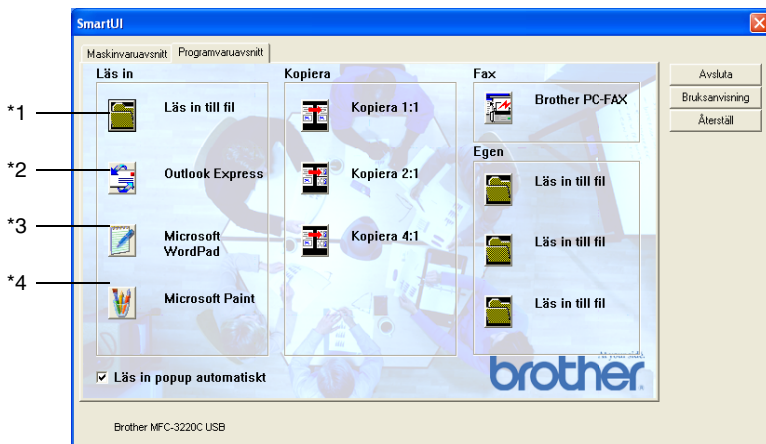 SmartUI
Maskinvaruavsnitt Programvaruavsnitt
Läs in
*1 Läs in till fil
*2 Outlook Express
*3 Microsoft
WordPad
*4 Microsoft Paint
Kopiera
Kopiera 1:1
Kopiera 2:1
Kopiera 4:1
Fax
Brother PC-FAX
Egen
Läs in till fil
Läs in till fil
Läs in till fil
Avsluta
Bruksanvisning
Återställ
Läs in popup automatiskt
At your side.
brother
Brother MFC-3220C USB